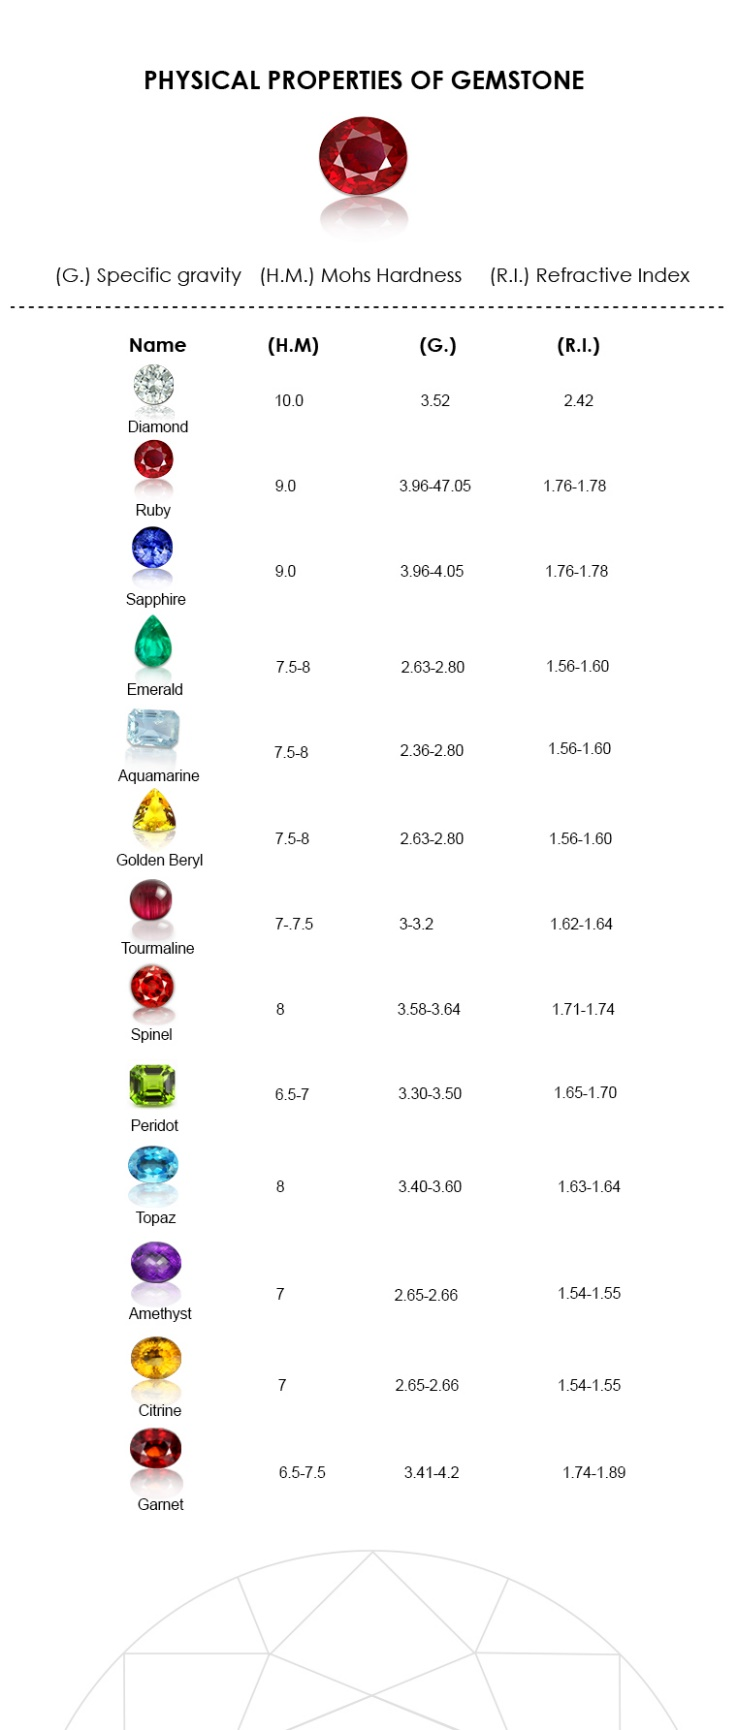 PHYSICAL PROPERTIES OF GEMSTONE
(G.) Specific gravity (H.M.) Mohs Hardness (R.I.) Refractive Index
Name (H.M) (G.) (R.I.)
10.0 3.52 2.42
Diamond
9.0 3.96-47.05 1.76-1.78
Ruby
9.0 3.96-4.05 1.76-1.78
Sapphire
7.5-8 2.63-2.80 1.56-1.60
Emerald
7.5-8 2.36-2.80 1.56-1.60
Aquamarine
7.5-8 2.63-2.80 1.56-1.60
Golden Beryl
7-.7.5 3-3.2 1.62-1.64
Tourmaline
8 3.58-3.64 1.71-1.74
Spinel
6.5-7 3.30-3.50 1.65-1.70
Peridot
8 3.40-3.60 1.63-1.64
Topaz
7 2.65-2.66 1.54-1.55
Amethyst
7 2.65-2.66 1.54-1.55
Citrine
6.5-7.5 3.41-4.2 1.74-1.89
Garnet